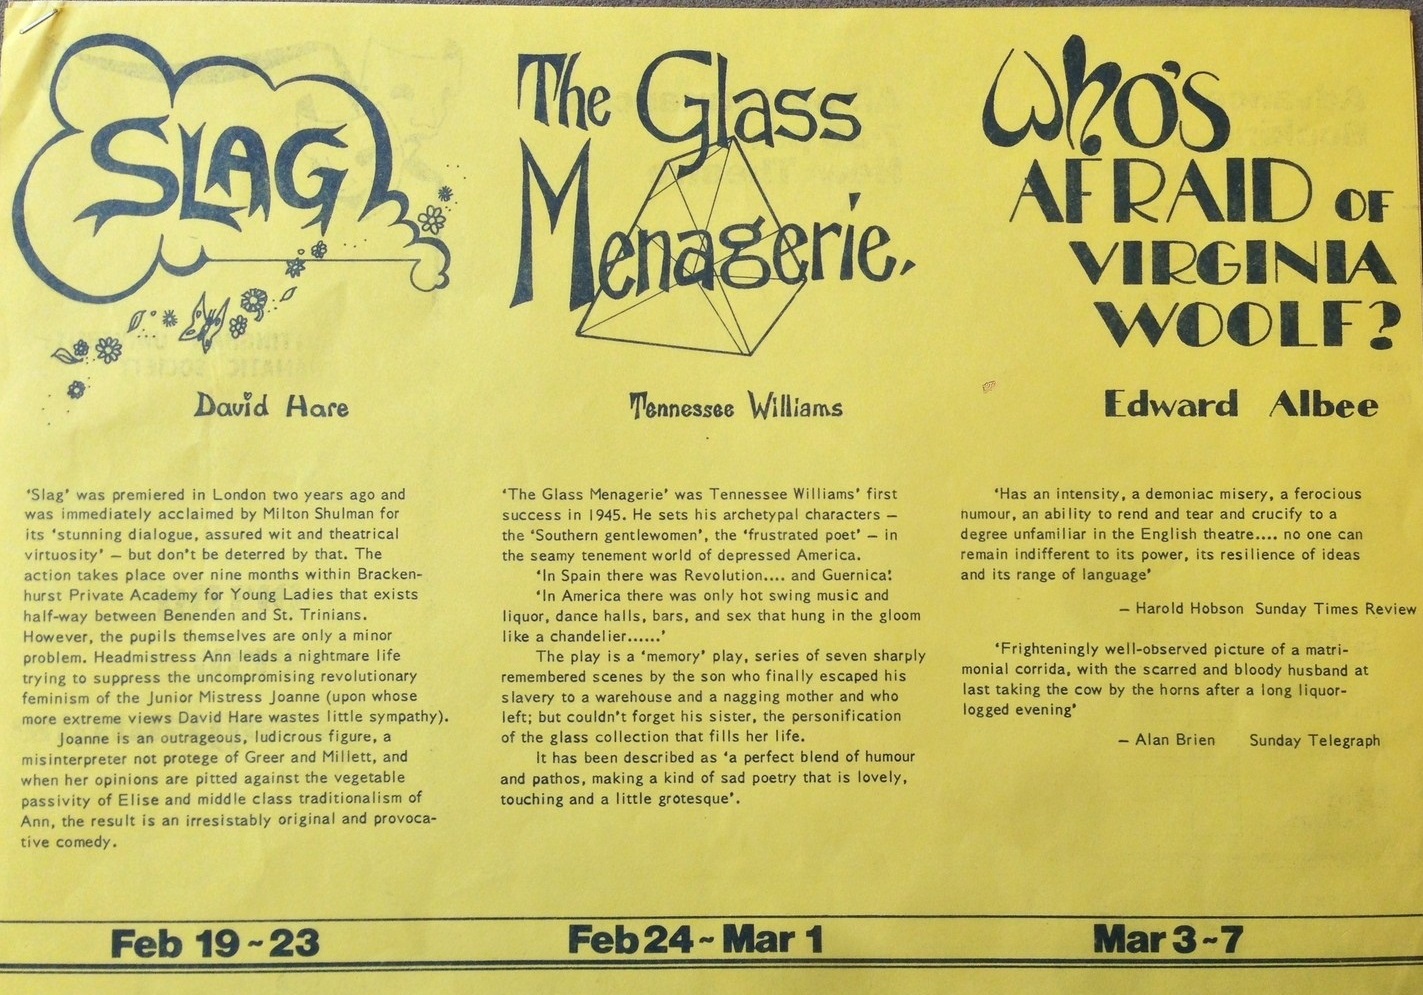 SLAG
David Hare
'Slag' was premiered in London two years ago and
was immediately acclaimed by Milton Shulman for
its 'stunning dialogue, assured wit and theatrical
virtuosity' — but don't be deterred by that. The
action takes place over nine months within Bracken-
hurst Private Academy for Young Ladies that exists
half-way between Benenden and St. Trinians.
However, the pupils themselves are only a minor
problem. Headmistress Ann leads a nightmare life
trying to suppress the uncompromising revolutionary
feminism of the Junior Mistress Joanne (upon whose
more extreme views David Hare wastes little sympathy).
Joanne is an outrageous, ludicrous figure, a
misinterpreter not protege of Greer and Millett, and
when her opinions are pitted against the vegetable
passivity of Elise and middle class traditionalism of
Ann, the result is an irresistably original and provoca-
tive comedy.
Feb 19~23
The Glass
Menagerie.
Tennessee Williams
'The Glass Menagerie' was Tennessee Williams' first
success in 1945. He sets his archetypal characters —
the 'Southern gentlewomen', the 'frustrated poet' — in
the seamy tenement world of depressed America.
'In Spain there was Revolution.... and Guernica'.
'In America there was only hot swing music and
liquor, dance halls, bars, and sex that hung in the gloom
like a chandelier......'
The play is a 'memory' play, series of seven sharply
remembered scenes by the son who finally escaped his
slavery to a warehouse and a nagging mother and who
left; but couldn't forget his sister, the personification
of the glass collection that fills her life.
It has been described as 'a perfect blend of humour
and pathos, making a kind of sad poetry that is lovely,
touching and a little grotesque'.
Feb 24~Mar 1
Who's
AFRAID OF
VIRGINIA
WOOLF?
Edward Albee
'Has an intensity, a demoniac misery, a ferocious
humour, an ability to rend and tear and crucify to a
degree unfamiliar in the English theatre.... no one can
remain indifferent to its power, its resilience of ideas
and its range of language'
— Harold Hobson Sunday Times Review
'Frighteningly well-observed picture of a matri-
monial corrida, with the scarred and bloody husband at
last taking the cow by the horns after a long liquor-
logged evening'
— Alan Brien Sunday Telegraph
Mar 3~7